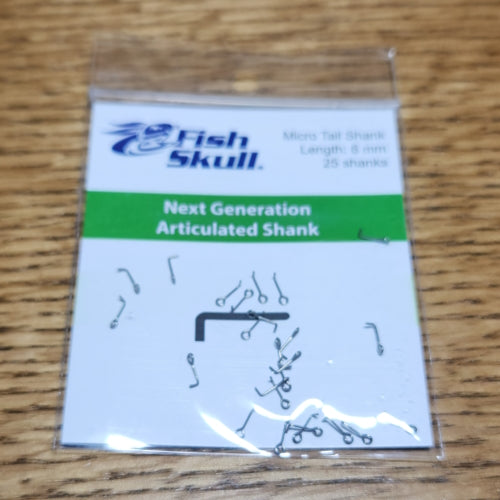 Fish
Skull.
Micro Tail Shank
Length: 8 mm
25 shanks
Next Generation
Articulated Shank